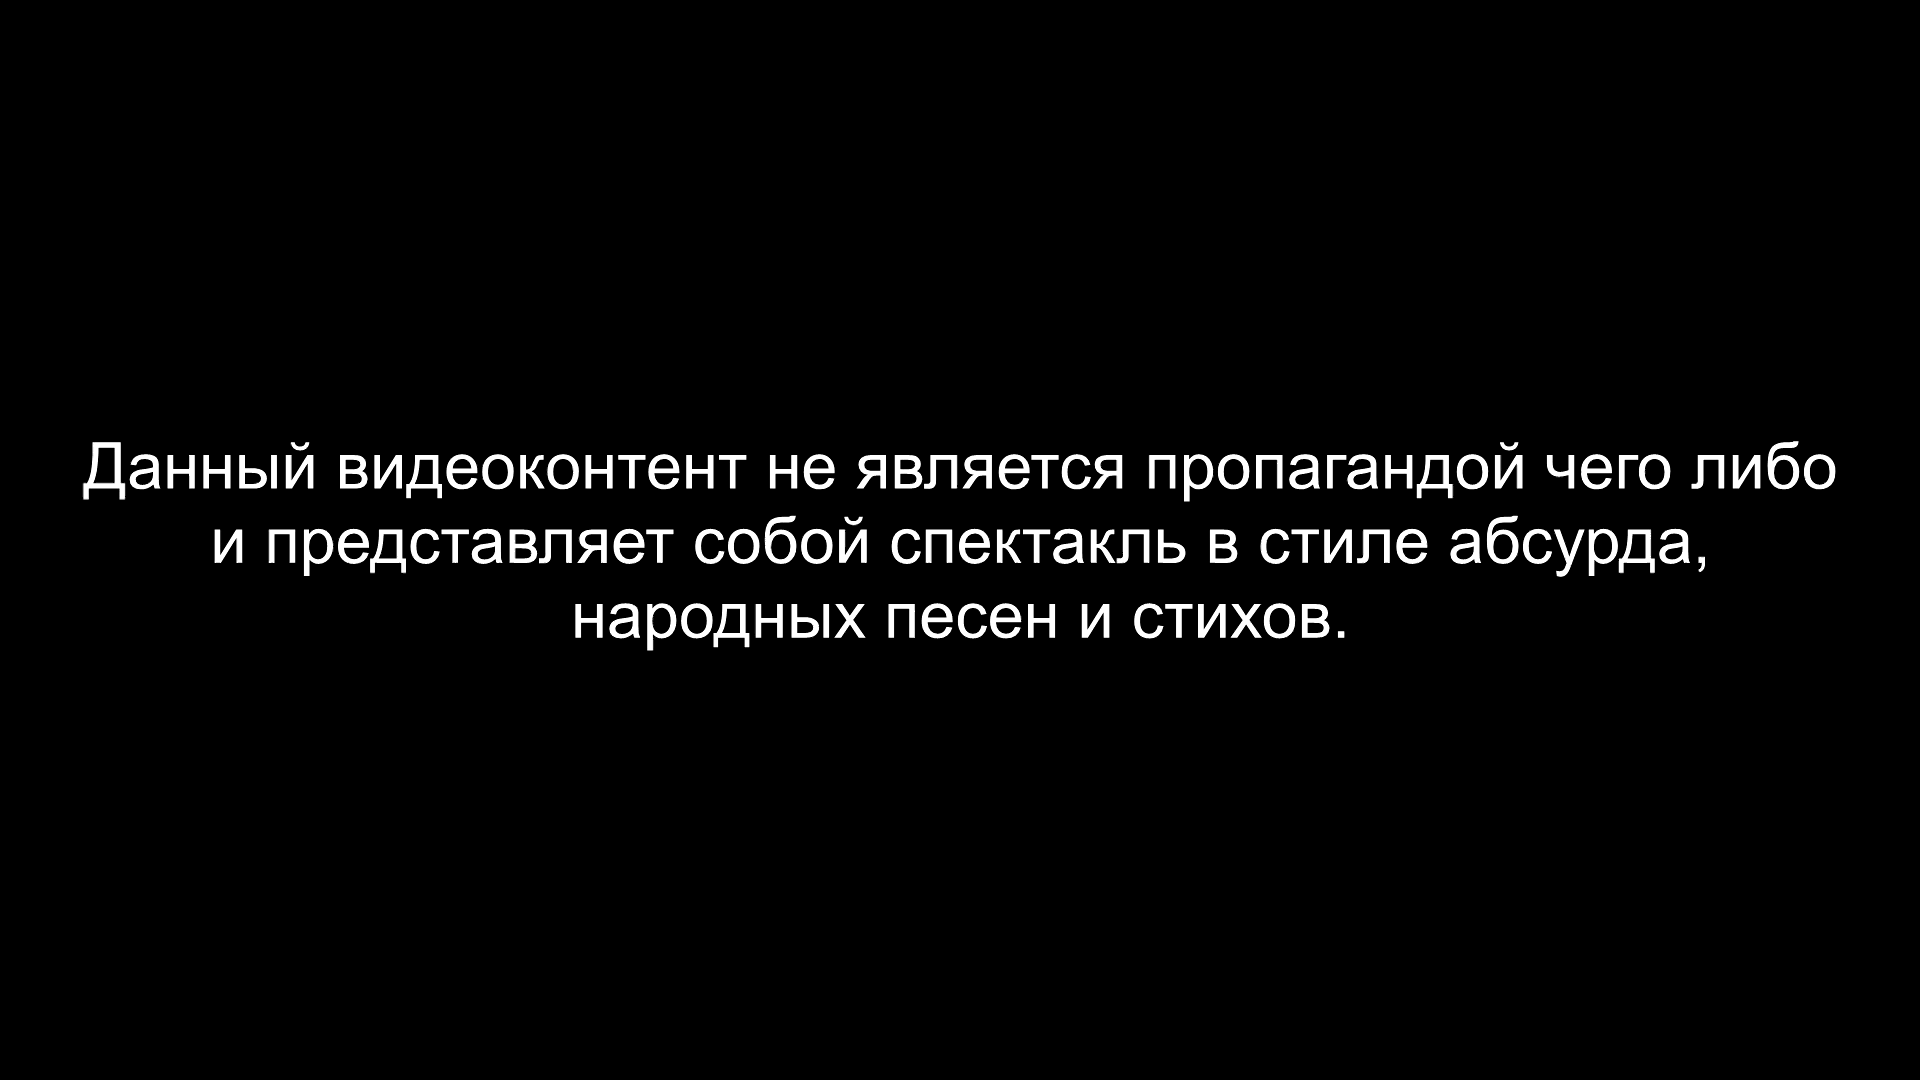 Данный видеоконтент не является пропагандой чего либо
и представляет собой спектакль в стиле абсурда,
народных песен и стихов.